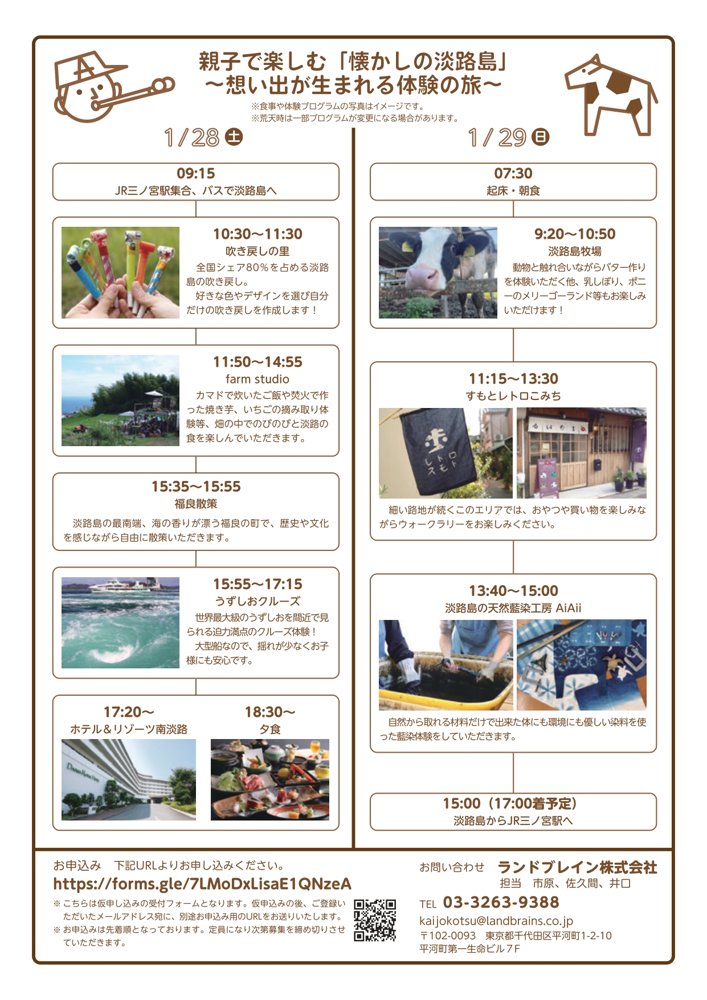 親子で楽しむ「懐かしの淡路島」
～想い出が生まれる体験の旅～
※食事や体験プログラムの写真はイメージです。
※荒天時は一部プログラムが変更になる場合があります。
1/28 土
09:15
JR三ノ宮駅集合、バスで淡路島へ
10:30～11:30
吹き戻しの里
全国シェア80％を占める淡路
島の吹き戻し。
好きな色やデザインを選び自分
だけの吹き戻しを作成します！
11:50～14:55
farm studio
カマドで炊いたご飯や焚火で作
った焼き芋、いちごの摘み取り体
験等、畑の中でのびのびと淡路の
食を楽しんでいただきます。
15:35～15:55
福良散策
淡路島の最南端、海の香りが漂う福良の町で、歴史や文化
を感じながら自由に散策いただきます。
15:55～17:15
うずしおクルーズ
世界最大級のうずしおを間近で見
られる迫力満点のクルーズ体験！
大型船なので、揺れが少なくお子
様にも安心です。
17:20～
ホテル＆リゾーツ南淡路
18:30～
夕食
1/29 日
07:30
起床・朝食
9:20～10:50
淡路島牧場
動物と触れ合いながらバター作り
を体験いただく他、乳しぼり、ポニ
ーのメリーゴーランド等もお楽しみ
いただけます！
11:15～13:30
すもとレトロこみち
レトロ
スモト
細い路地が続くこのエリアでは、おやつや買い物を楽しみな
がらウォークラリーをお楽しみください。
13:40～15:00
淡路島の天然藍染工房 AiAii
自然から取れる材料だけで出来た体にも環境にも優しい染料を使
った藍染体験をしていただきます。
15:00（17:00着予定）
淡路島からJR三ノ宮駅へ
お申込み　下記URLよりお申し込みください。
https://forms.gle/7LMoDxLisaE1QNzeA
※ こちらは仮申し込みの受付フォームとなります。仮申込みの後、ご登録い
ただいたメールアドレス宛に、別途お申込み用のURLをお送りいたします。
※ お申込みは先着順となっております。定員になり次第募集を締め切りさせ
ていただきます。
お問い合わせ　ランドブレイン株式会社
担当　市原、佐久間、井口
TEL 03-3263-9388
kaijokotsu@landbrains.co.jp
〒102-0093　東京都千代田区平河町1-2-10
平河町第一生命ビル７F